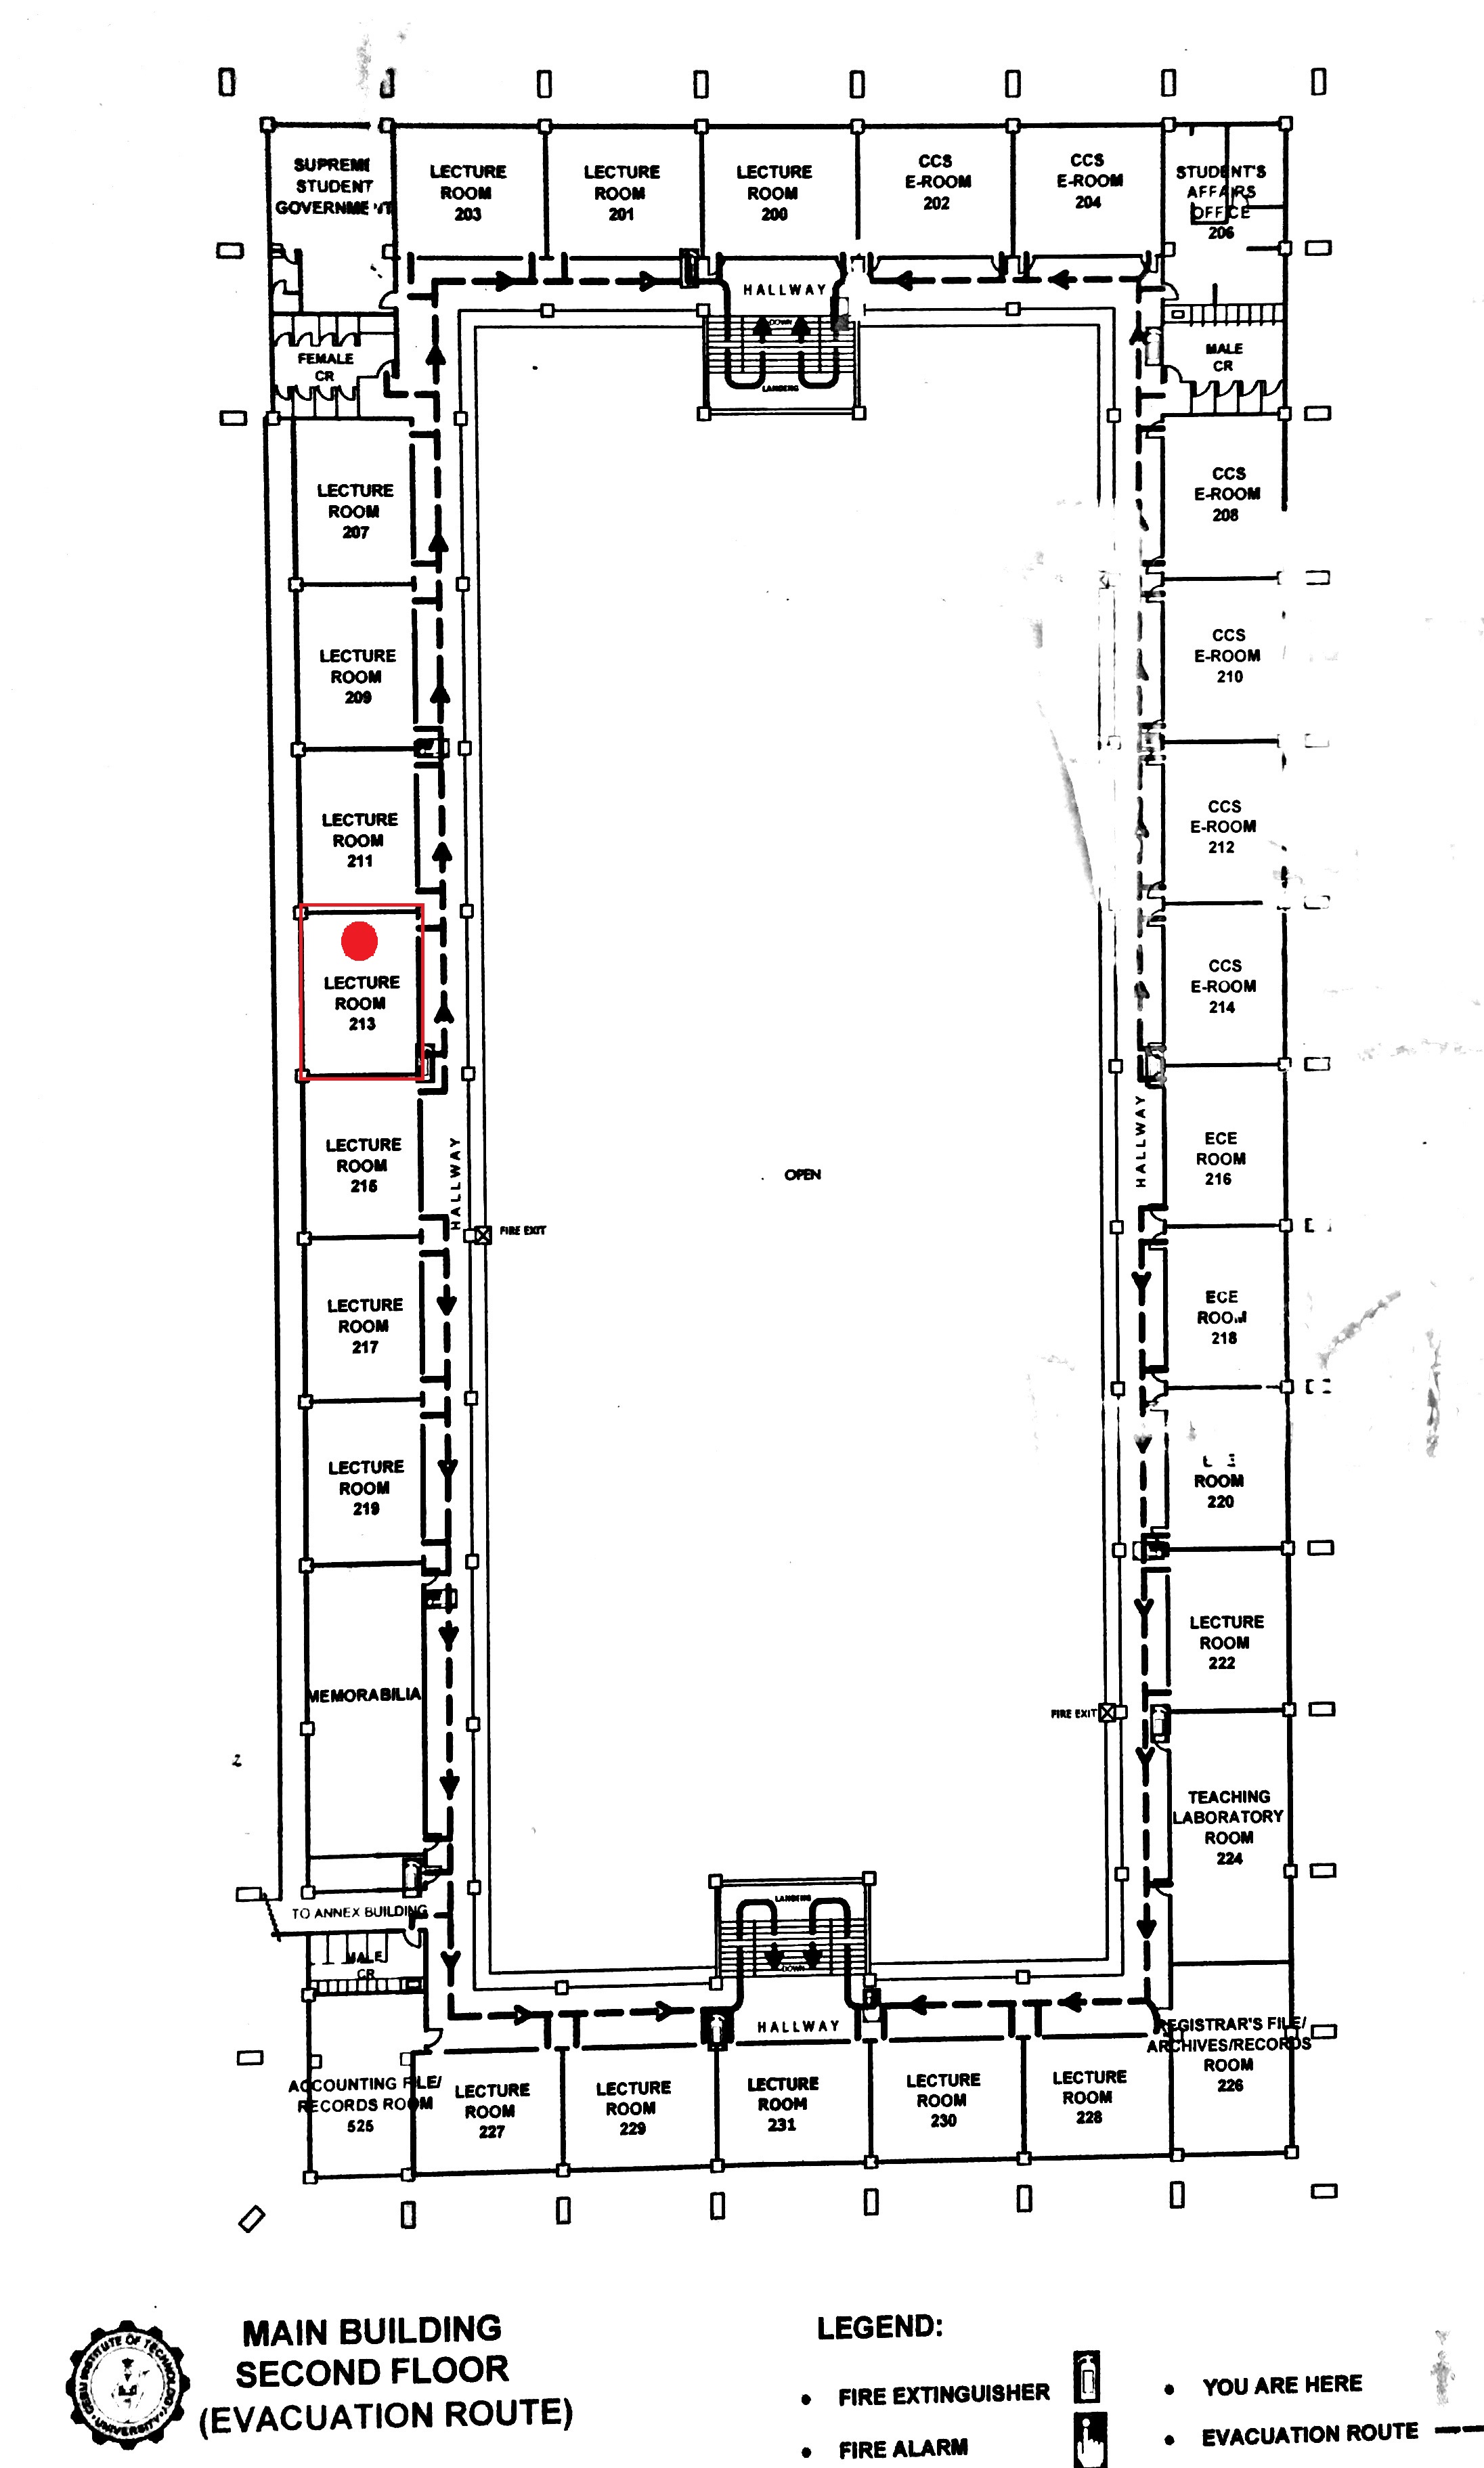 SUPREME
STUDENT
GOVERNMENT
LECTURE
ROOM
203
LECTURE
ROOM
201
LECTURE
ROOM
200
CCS
E-ROOM
202
CCS
E-ROOM
204
STUDENT'S
AFFAIRS
OFFICE
206
HALLWAY
DOWN
LANDING
FEMALE
CR
MALE
CR
LECTURE
ROOM
207
CCS
E-ROOM
208
LECTURE
ROOM
209
CCS
E-ROOM
210
LECTURE
ROOM
211
CCS
E-ROOM
212
LECTURE
ROOM
213
CCS
E-ROOM
214
LECTURE
ROOM
215
HALLWAY
OPEN
HALLWAY
ECE
ROOM
216
FIRE EXIT
LECTURE
ROOM
217
ECE
ROOM
218
LECTURE
ROOM
219
ROOM
220
MEMORABILIA
LECTURE
ROOM
222
FIRE EXIT
TEACHING
LABORATORY
ROOM
224
TO ANNEX BUILDING
MALE
CR
LANDING
DOWN
HALLWAY
REGISTRAR'S FILE/
ARCHIVES/RECORDS
ROOM
226
ACCOUNTING FILE/
RECORDS ROOM
525
LECTURE
ROOM
227
LECTURE
ROOM
229
LECTURE
ROOM
231
LECTURE
ROOM
230
LECTURE
ROOM
228
CEBU INSTITUTE OF TECHNOLOGY
UNIVERSITY
MAIN BUILDING
SECOND FLOOR
(EVACUATION ROUTE)
LEGEND:
• FIRE EXTINGUISHER
• FIRE ALARM
• YOU ARE HERE
• EVACUATION ROUTE